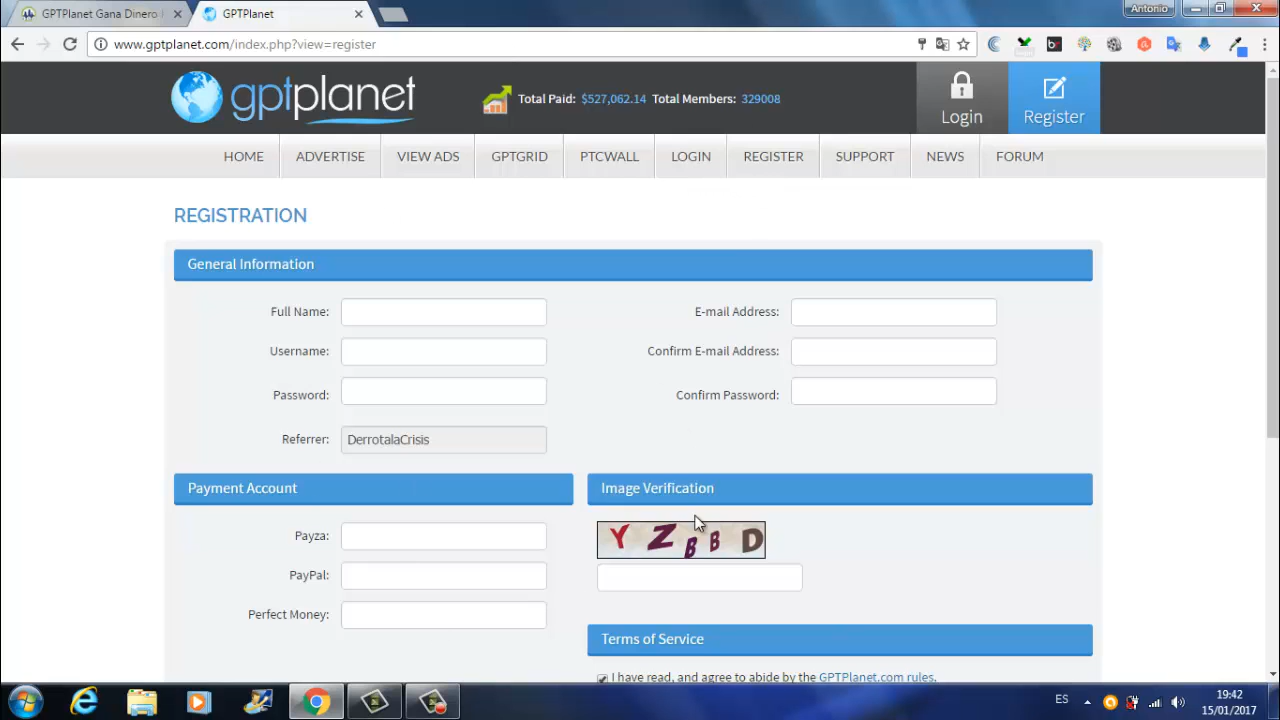 GPTPlanet Gana Dinero
GPTPlanet
Antonio
www.gptplanet.com/index.php?view=register
gptplanet
Total Paid: $527,062.14 Total Members: 329008
Login
Register
HOME
ADVERTISE
VIEW ADS
GPTGRID
PTCWALL
LOGIN
REGISTER
SUPPORT
NEWS
FORUM
REGISTRATION
General Information
Full Name:
E-mail Address:
Username:
Confirm E-mail Address:
Password:
Confirm Password:
Referrer:
DerrotalaCrisis
Payment Account
Image Verification
Payza:
Y Z B B D
PayPal:
Perfect Money:
Terms of Service
I have read, and agree to abide by the GPTPlanet.com rules.
ES
19:42
15/01/2017